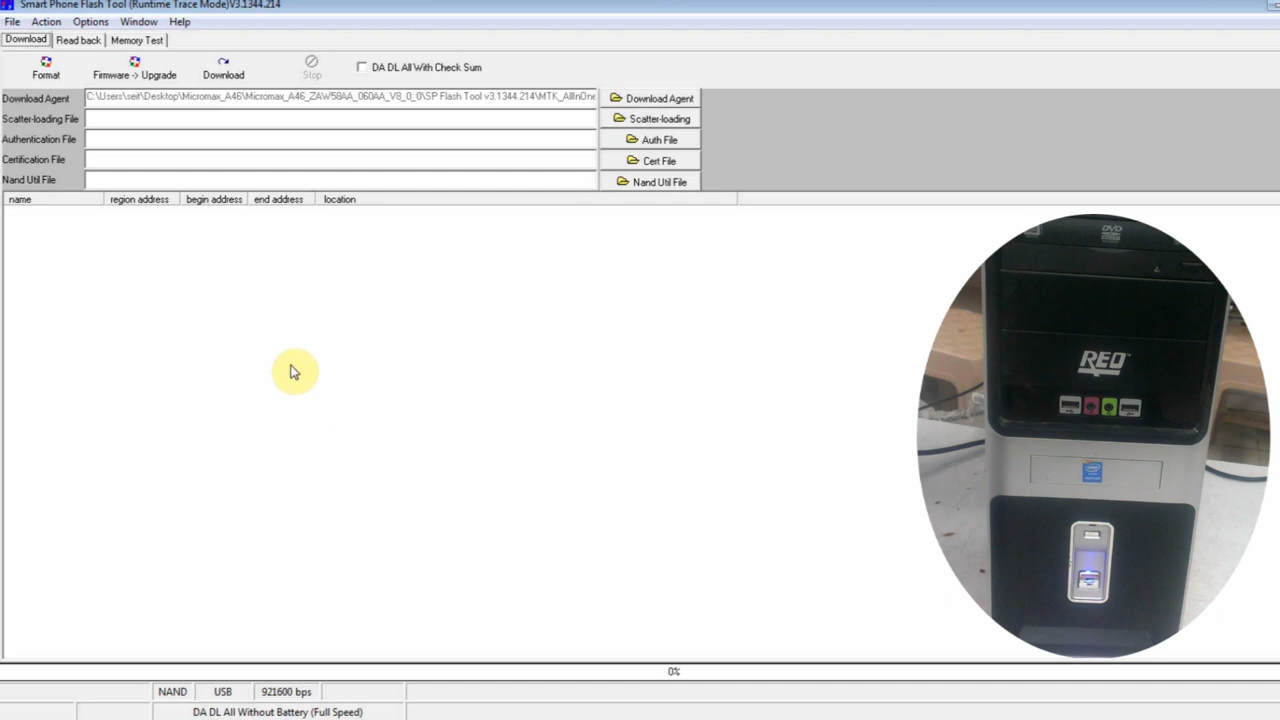 Smart Phone Flash Tool (Runtime Trace Mode)V3.1344.214
File Action Options Window Help
Download Read back Memory Test
Format Firmware -> Upgrade Download Stop DA DL All With Check Sum
Download Agent C:\Users\seit\Desktop\Micromax_A46\Micromax_A46_ZAW58AA_060AA_V8_0_0\SP Flash Tool v3.1344.214\MTK_AllInOne Download Agent
Scatter-loading File Scatter-loading
Authentication File Auth File
Certification File Cert File
Nand Util File Nand Util File
name region address begin address end address location
DVD
REO
intel
0%
NAND USB 921600 bps
DA DL All Without Battery (Full Speed)